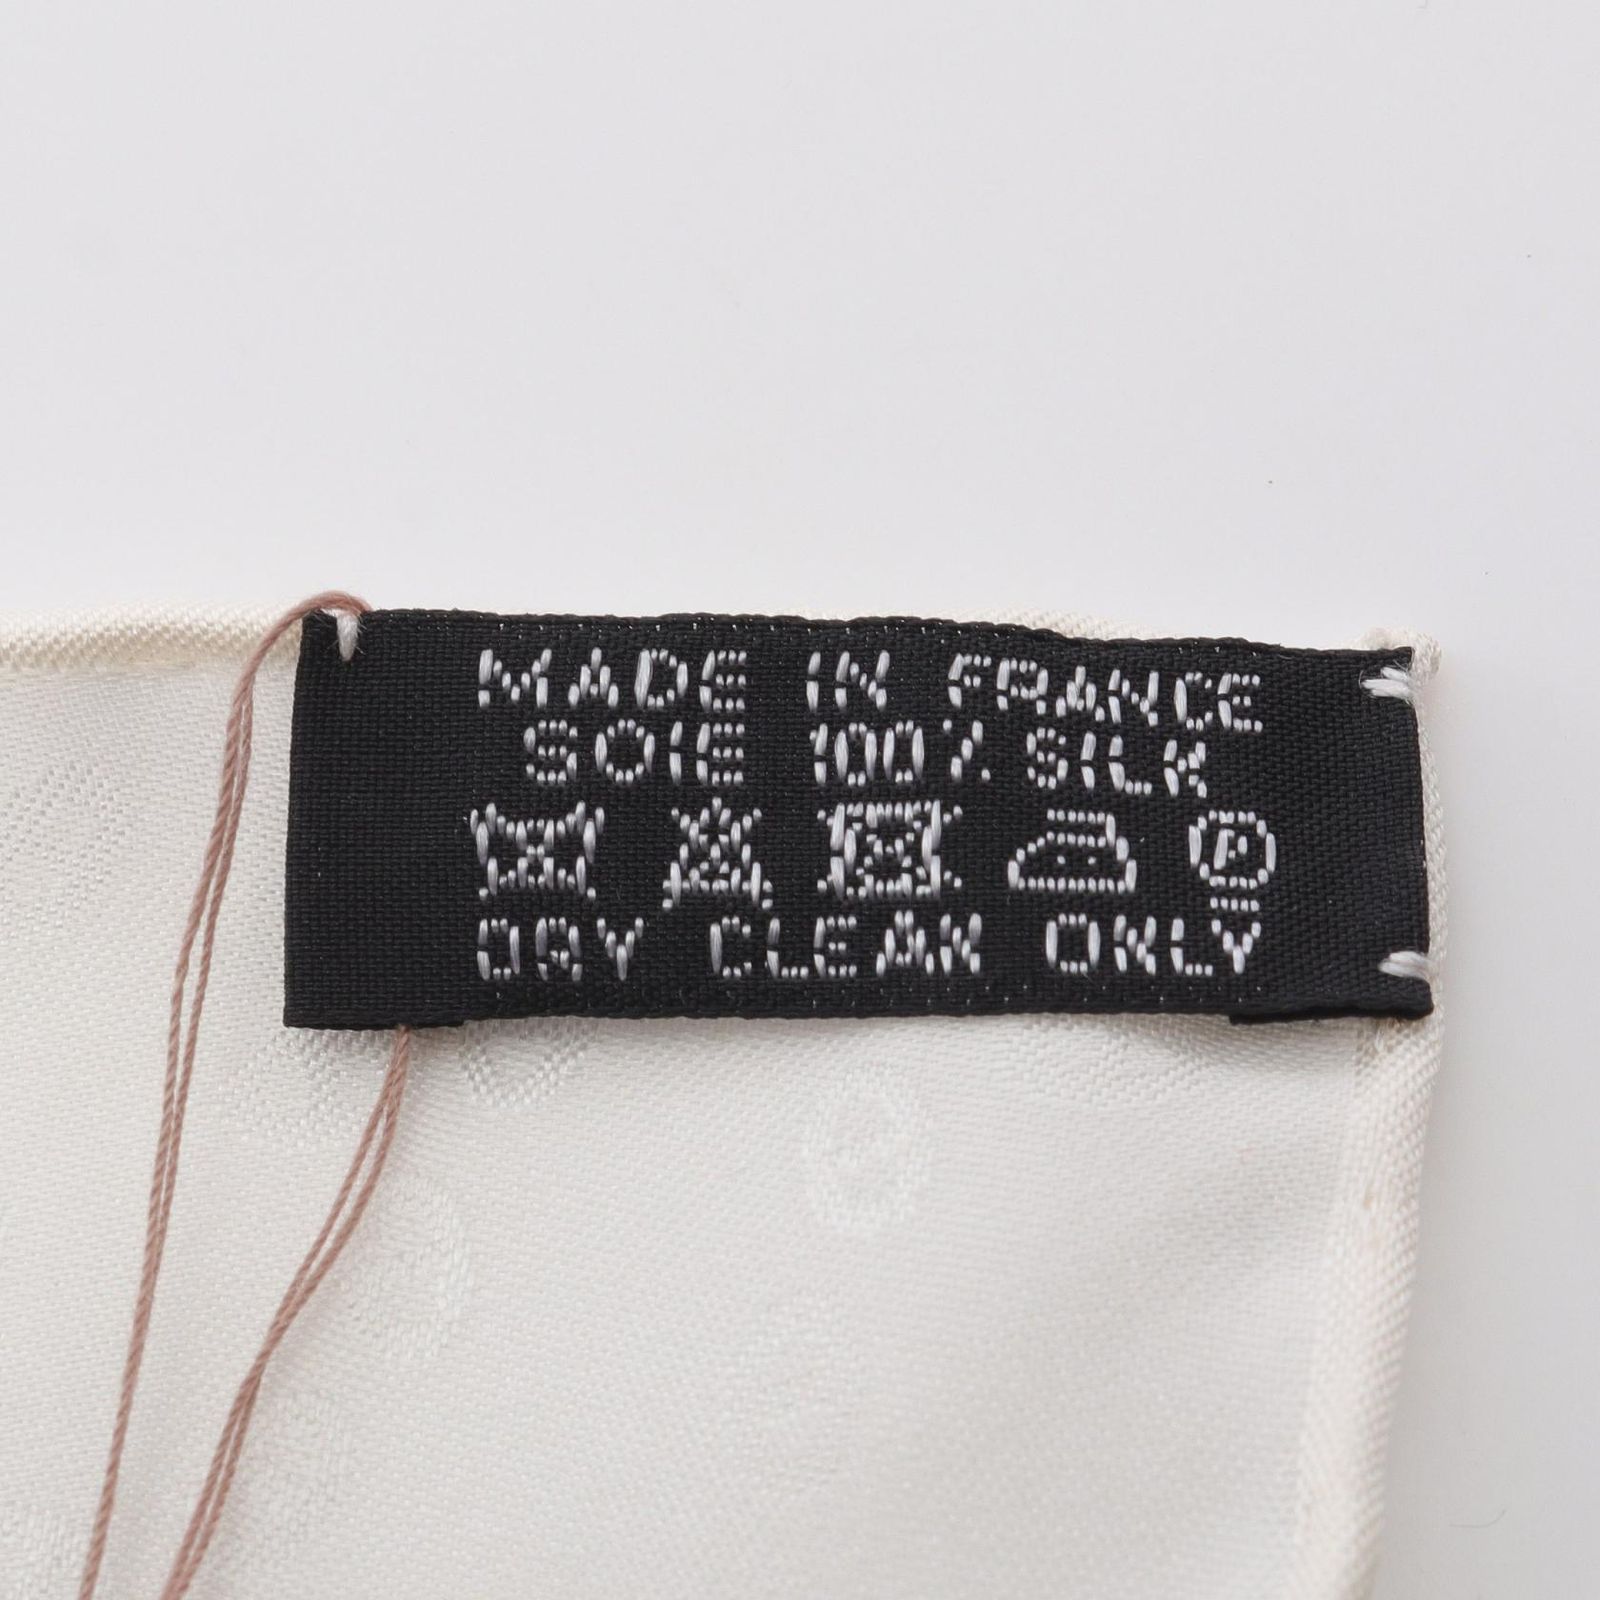 MADE IN FRANCE
SOIE 100% SILK
P
DRY CLEAN ONLY